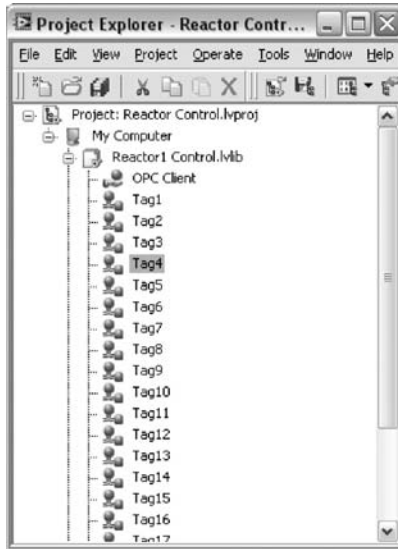 Project Explorer - Reactor Contr...
File Edit View Project Operate Tools Window Help
Project: Reactor Control.lvproj
My Computer
Reactor1 Control.lvlib
OPC Client
Tag1
Tag2
Tag3
Tag4
Tag5
Tag6
Tag7
Tag8
Tag9
Tag10
Tag11
Tag12
Tag13
Tag14
Tag15
Tag16
Tag17